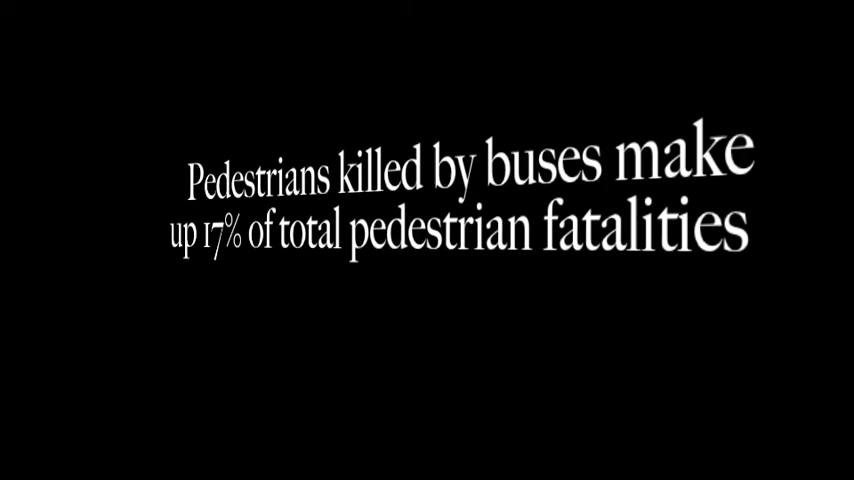 Pedestrians killed by buses make
up 17% of total pedestrian fatalities